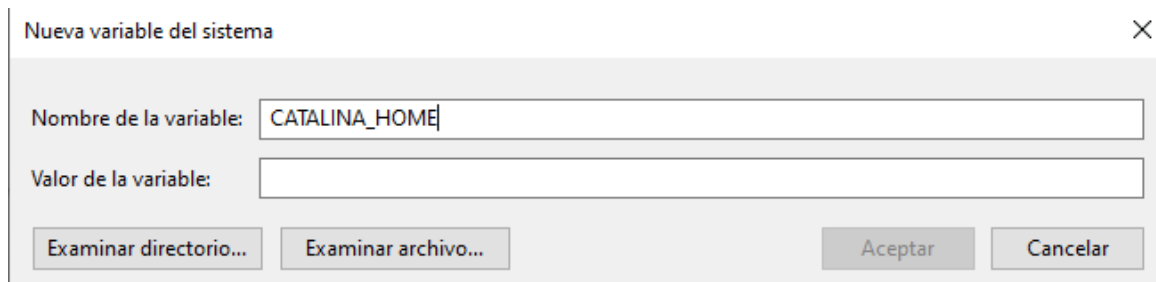 Nueva variable del sistema
Nombre de la variable: CATALINA_HOME
Valor de la variable:
Examinar directorio... Examinar archivo... Aceptar Cancelar